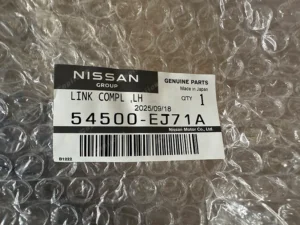 NISSAN GENUINE PARTS
GROUP Made in Japan
LINK COMPL ,LH QTY 1
2025/09/18
54500-EJ71A
Nissan Motor Co., Ltd